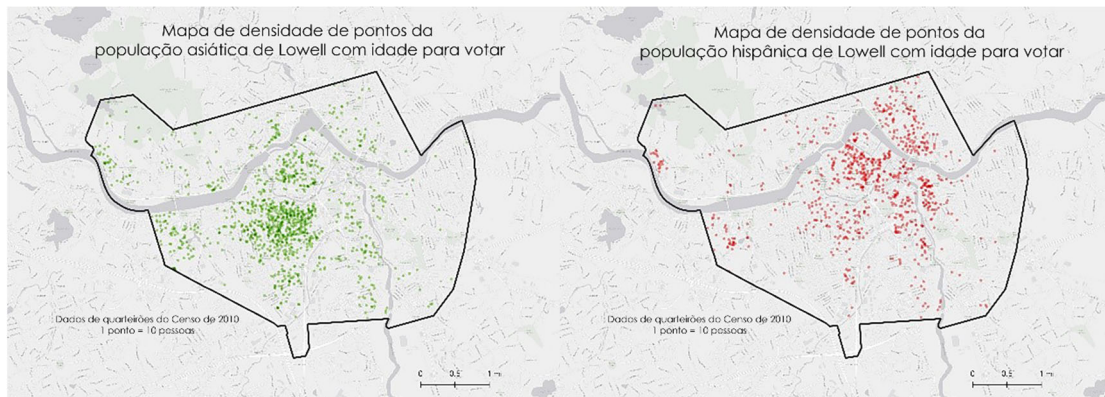 Mapa de densidade de pontos da
população asiática de Lowell com idade para votar
Dados de quarteirões do Censo de 2010
1 ponto = 10 pessoas
0 0.5 1 mi
Mapa de densidade de pontos da
população hispânica de Lowell com idade para votar
Dados de quarteirões do Censo de 2010
1 ponto = 10 pessoas
0 0.5 1 mi